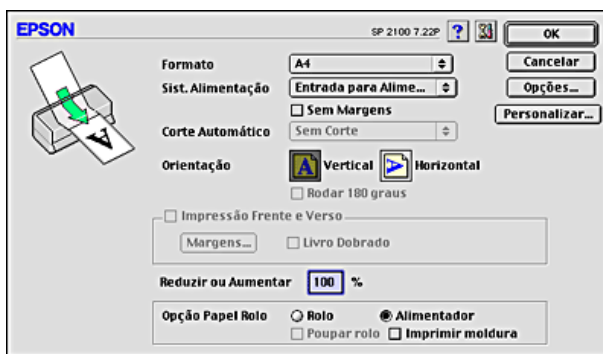 EPSON SP 2100 7.22P ? OK
Formato A4 Cancelar
Sist. Alimentação Entrada para Alime... Opções...
Sem Margens Personalizar...
Corte Automático Sem Corte
Orientação A Vertical A Horizontal
Rodar 180 graus
Impressão Frente e Verso
Margens... Livro Dobrado
Reduzir ou Aumentar 100 %
Opção Papel Rolo Rolo Alimentador
Poupar rolo Imprimir moldura
A